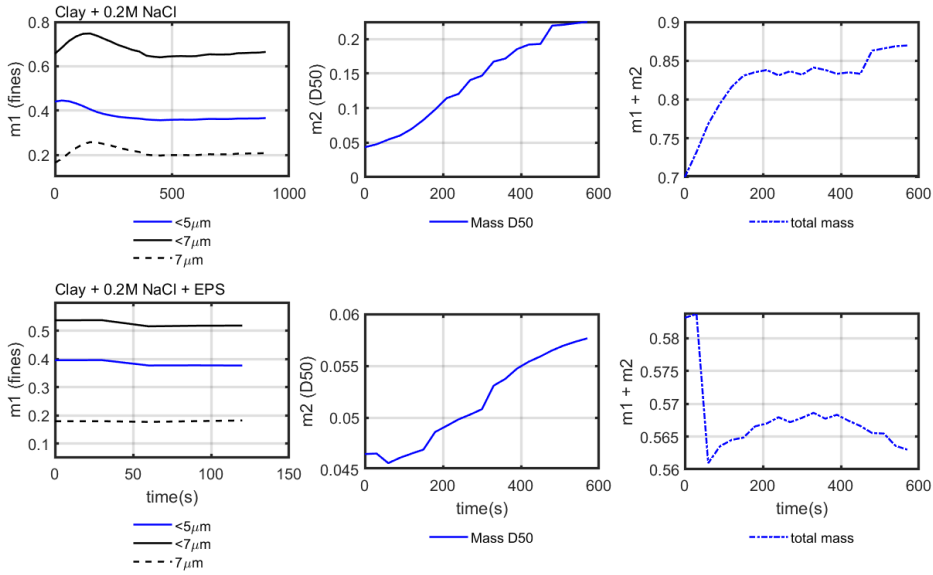 Clay + 0.2M NaCl
m1 (fines)
0.8
0.6
0.4
0.2
0 500 1000
<5μm
<7μm
7μm
m2 (D50)
0.2
0.15
0.1
0.05
0
0 200 400 600
Mass D50
m1 + m2
0.9
0.85
0.8
0.75
0.7
0 200 400 600
total mass
Clay + 0.2M NaCl + EPS
m1 (fines)
0.5
0.4
0.3
0.2
0.1
0 50 100 150
time(s)
<5μm
<7μm
7μm
m2 (D50)
0.06
0.055
0.05
0.045
0 200 400 600
time(s)
Mass D50
m1 + m2
0.58
0.575
0.57
0.565
0.56
0 200 400 600
time(s)
total mass